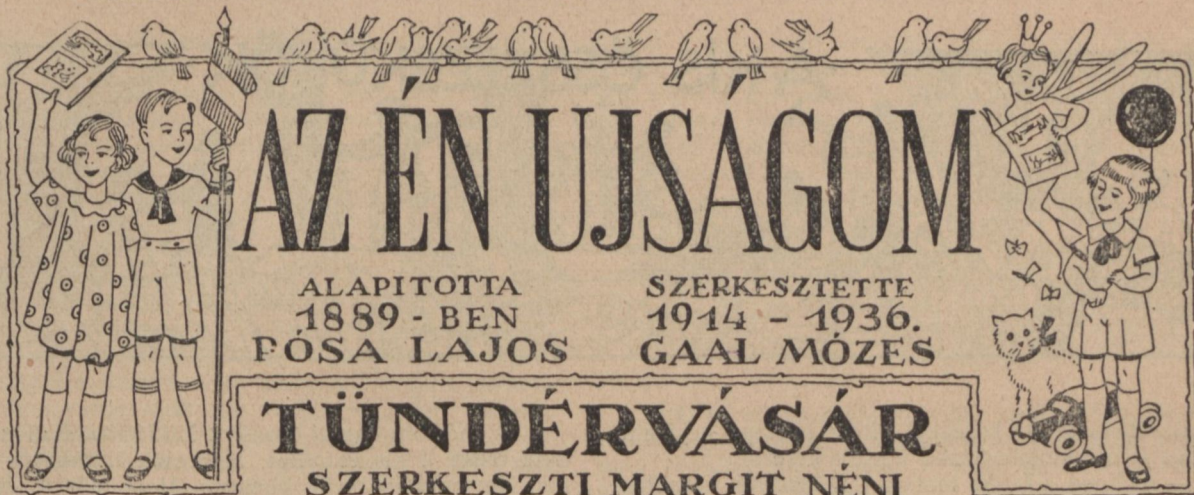 AZ ÉN UJSÁGOM
ALAPITOTTA
1889 - BEN
PÓSA LAJOS
SZERKESZTETTE
1914 - 1936.
GAAL MÓZES
TÜNDÉRVÁSÁR
SZERKESZTI MARGIT NÉNI